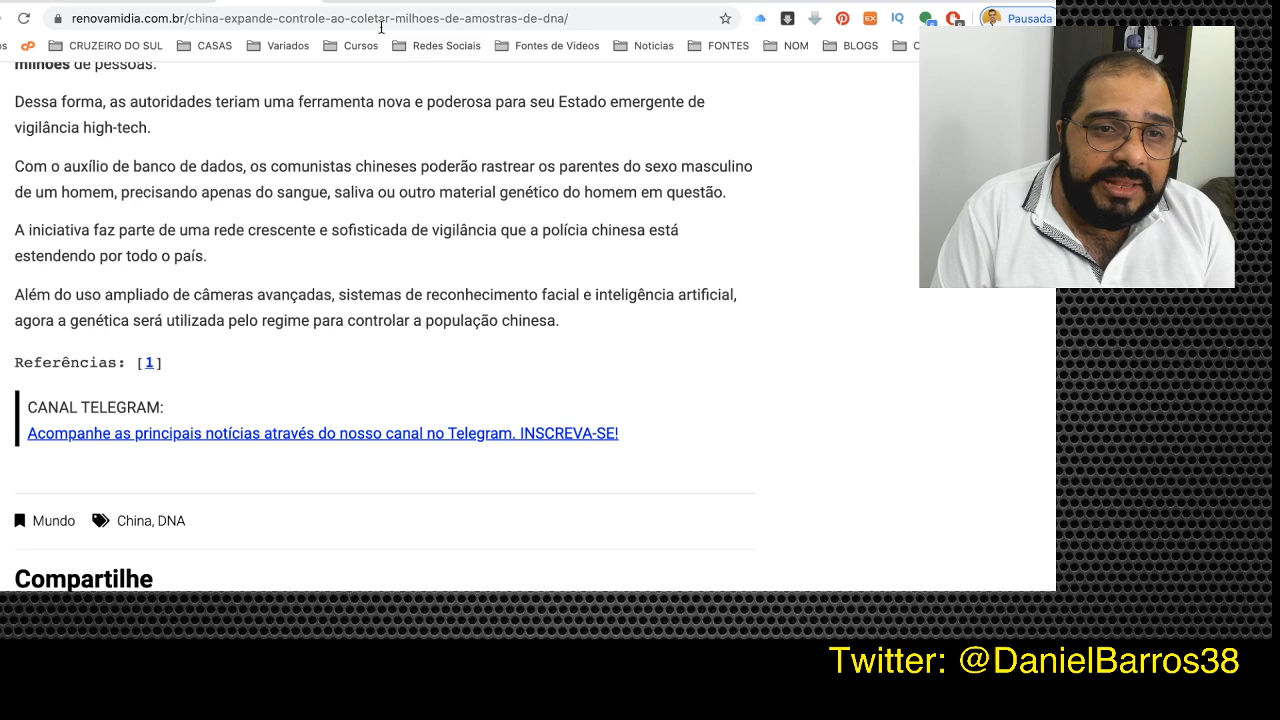 renovamidia.com.br/china-expande-controle-ao-coletar-milhoes-de-amostras-de-dna/
EX IQ Pausada
os CRUZEIRO DO SUL CASAS Variados Cursos Redes Sociais Fontes de Videos Noticias FONTES NOM BLOGS
milhões de pessoas.
Dessa forma, as autoridades teriam uma ferramenta nova e poderosa para seu Estado emergente de
vigilância high-tech.
Com o auxílio de banco de dados, os comunistas chineses poderão rastrear os parentes do sexo masculino
de um homem, precisando apenas do sangue, saliva ou outro material genético do homem em questão.
A iniciativa faz parte de uma rede crescente e sofisticada de vigilância que a polícia chinesa está
estendendo por todo o país.
Além do uso ampliado de câmeras avançadas, sistemas de reconhecimento facial e inteligência artificial,
agora a genética será utilizada pelo regime para controlar a população chinesa.
Referências: [1]
CANAL TELEGRAM:
Acompanhe as principais notícias através do nosso canal no Telegram. INSCREVA-SE!
Mundo China, DNA
Compartilhe
Twitter: @DanielBarros38